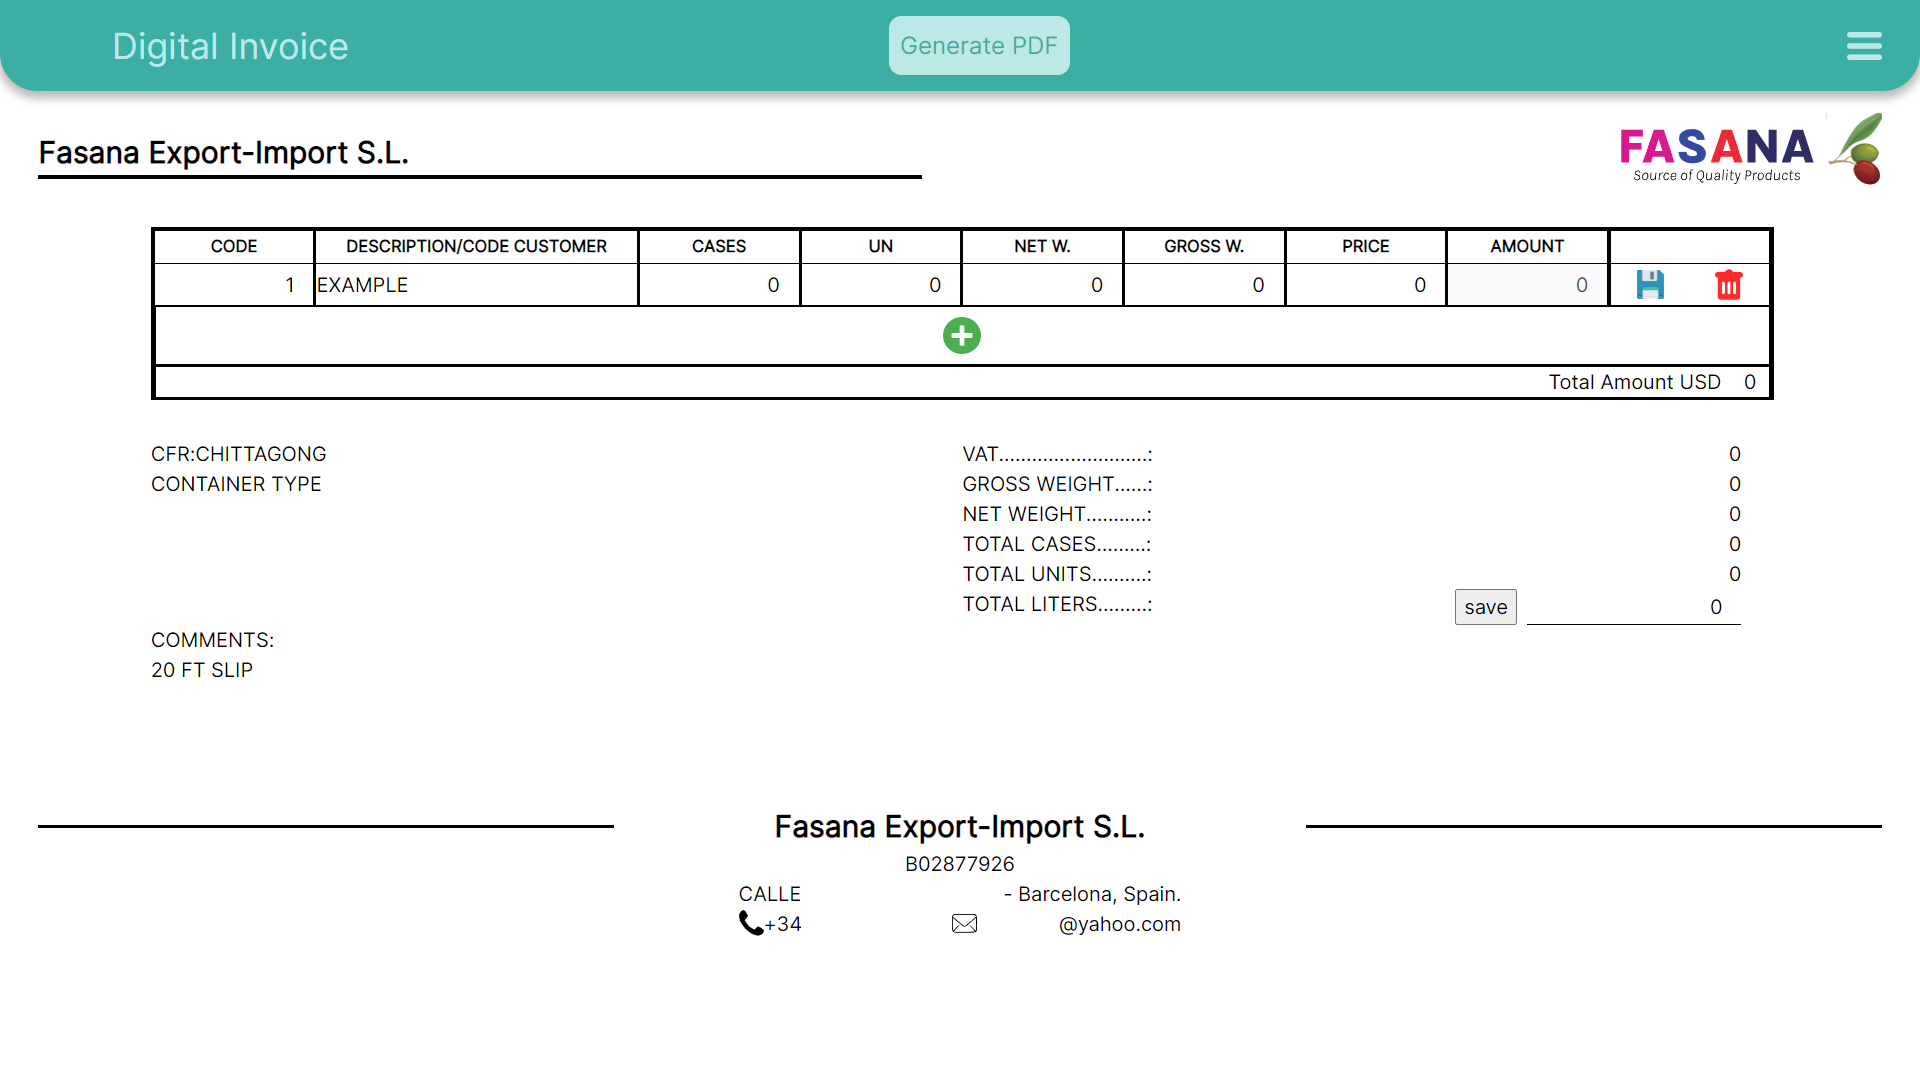 Digital Invoice
Generate PDF
Fasana Export-Import S.L.
FASANA
Source of Quality Products
CODE DESCRIPTION/CODE CUSTOMER CASES UN NET W. GROSS W. PRICE AMOUNT
1 EXAMPLE 0 0 0 0 0 0
Total Amount USD 0
CFR:CHITTAGONG
CONTAINER TYPE
VAT...........................: 0
GROSS WEIGHT......: 0
NET WEIGHT...........: 0
TOTAL CASES.........: 0
TOTAL UNITS..........: 0
TOTAL LITERS.........: save 0
COMMENTS:
20 FT SLIP
Fasana Export-Import S.L.
B02877926
CALLE - Barcelona, Spain.
+34 @yahoo.com